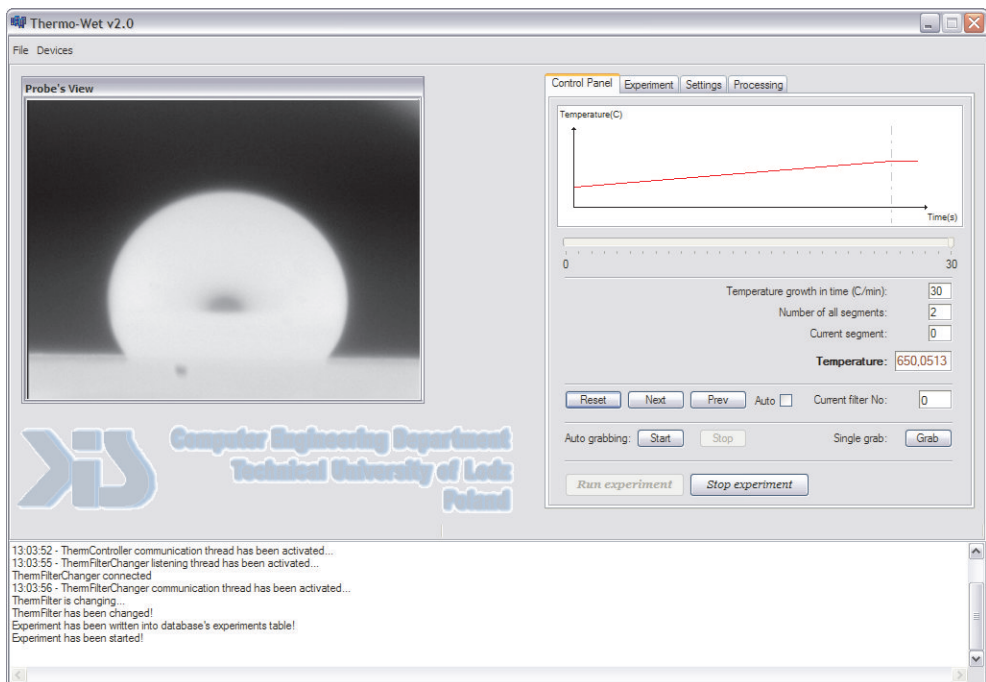 Thermo-Wet v2.0
File Devices
Probe's View
Control Panel Experiment Settings Processing
Temperature(C)
Time(s)
0 30
Temperature growth in time (C/min): 30
Number of all segments: 2
Current segment: 0
Temperature: 650,0513
Reset Next Prev Auto Current filter No: 0
Auto grabbing: Start Stop Single grab: Grab
Run experiment Stop experiment
Computer Engineering Department
Technical University of Lodz
Poland
13:03:52 - ThermController communication thread has been activated...
13:03:55 - ThermFilterChanger listening thread has been activated...
ThermFilterChanger connected
13:03:56 - ThermFilterChanger communication thread has been activated...
ThermFilter is changing...
ThermFilter has been changed!
Experiment has been written into database's experiments table!
Experiment has been started!